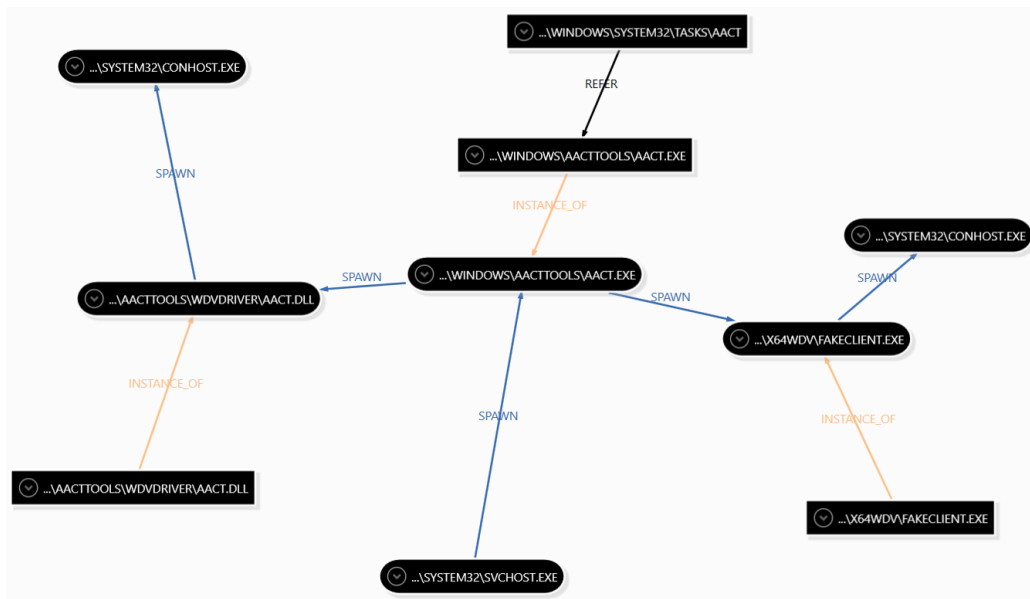 ...\WINDOWS\SYSTEM32\TASKS\AACT
...\SYSTEM32\CONHOST.EXE
REFER
...\WINDOWS\AACTTOOLS\AACT.EXE
SPAWN
INSTANCE_OF
...\SYSTEM32\CONHOST.EXE
...\WINDOWS\AACTTOOLS\AACT.EXE
SPAWN
SPAWN
SPAWN
...\AACTTOOLS\WDVDRIVER\AACT.DLL
...\X64WDV\FAKECLIENT.EXE
INSTANCE_OF
SPAWN
INSTANCE_OF
...\AACTTOOLS\WDVDRIVER\AACT.DLL
...\X64WDV\FAKECLIENT.EXE
...\SYSTEM32\SVCHOST.EXE